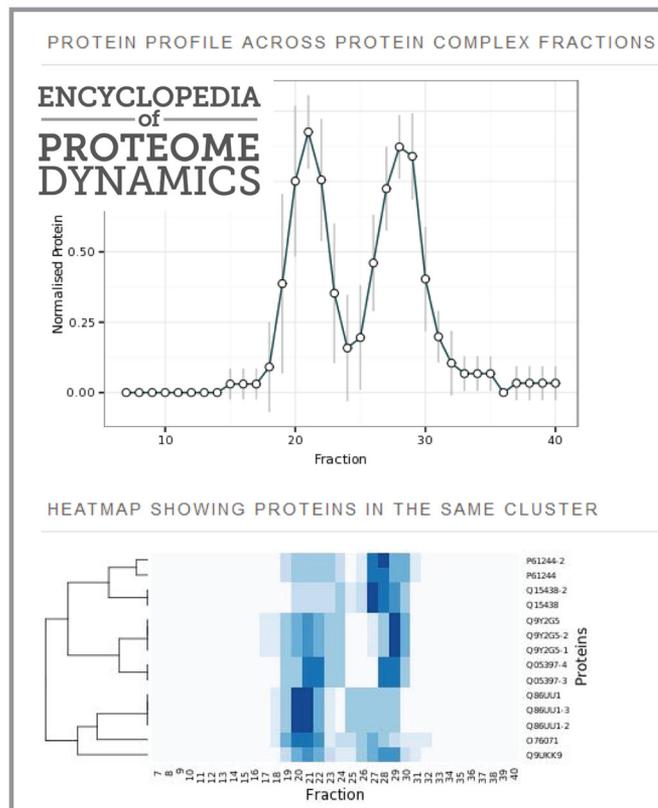 PROTEIN PROFILE ACROSS PROTEIN COMPLEX FRACTIONS
ENCYCLOPEDIA
of
PROTEOME
DYNAMICS
Normalised Protein
0.50
0.25
0.00
10 20 30 40
Fraction
HEATMAP SHOWING PROTEINS IN THE SAME CLUSTER
P61244-2
P61244
Q15438-2
Q15438
Q9Y2G5
Q9Y2G5-2
Q9Y2G5-1
Q05397-4
Q05397-3
Q86UU1
Q86UU1-3
Q86UU1-2
O76071
Q9UKK9
Proteins
7 8 9 10 11 12 13 14 15 16 17 18 19 20 21 22 23 24 25 26 27 28 29 30 31 32 33 34 35 36 37 38 39 40
Fraction